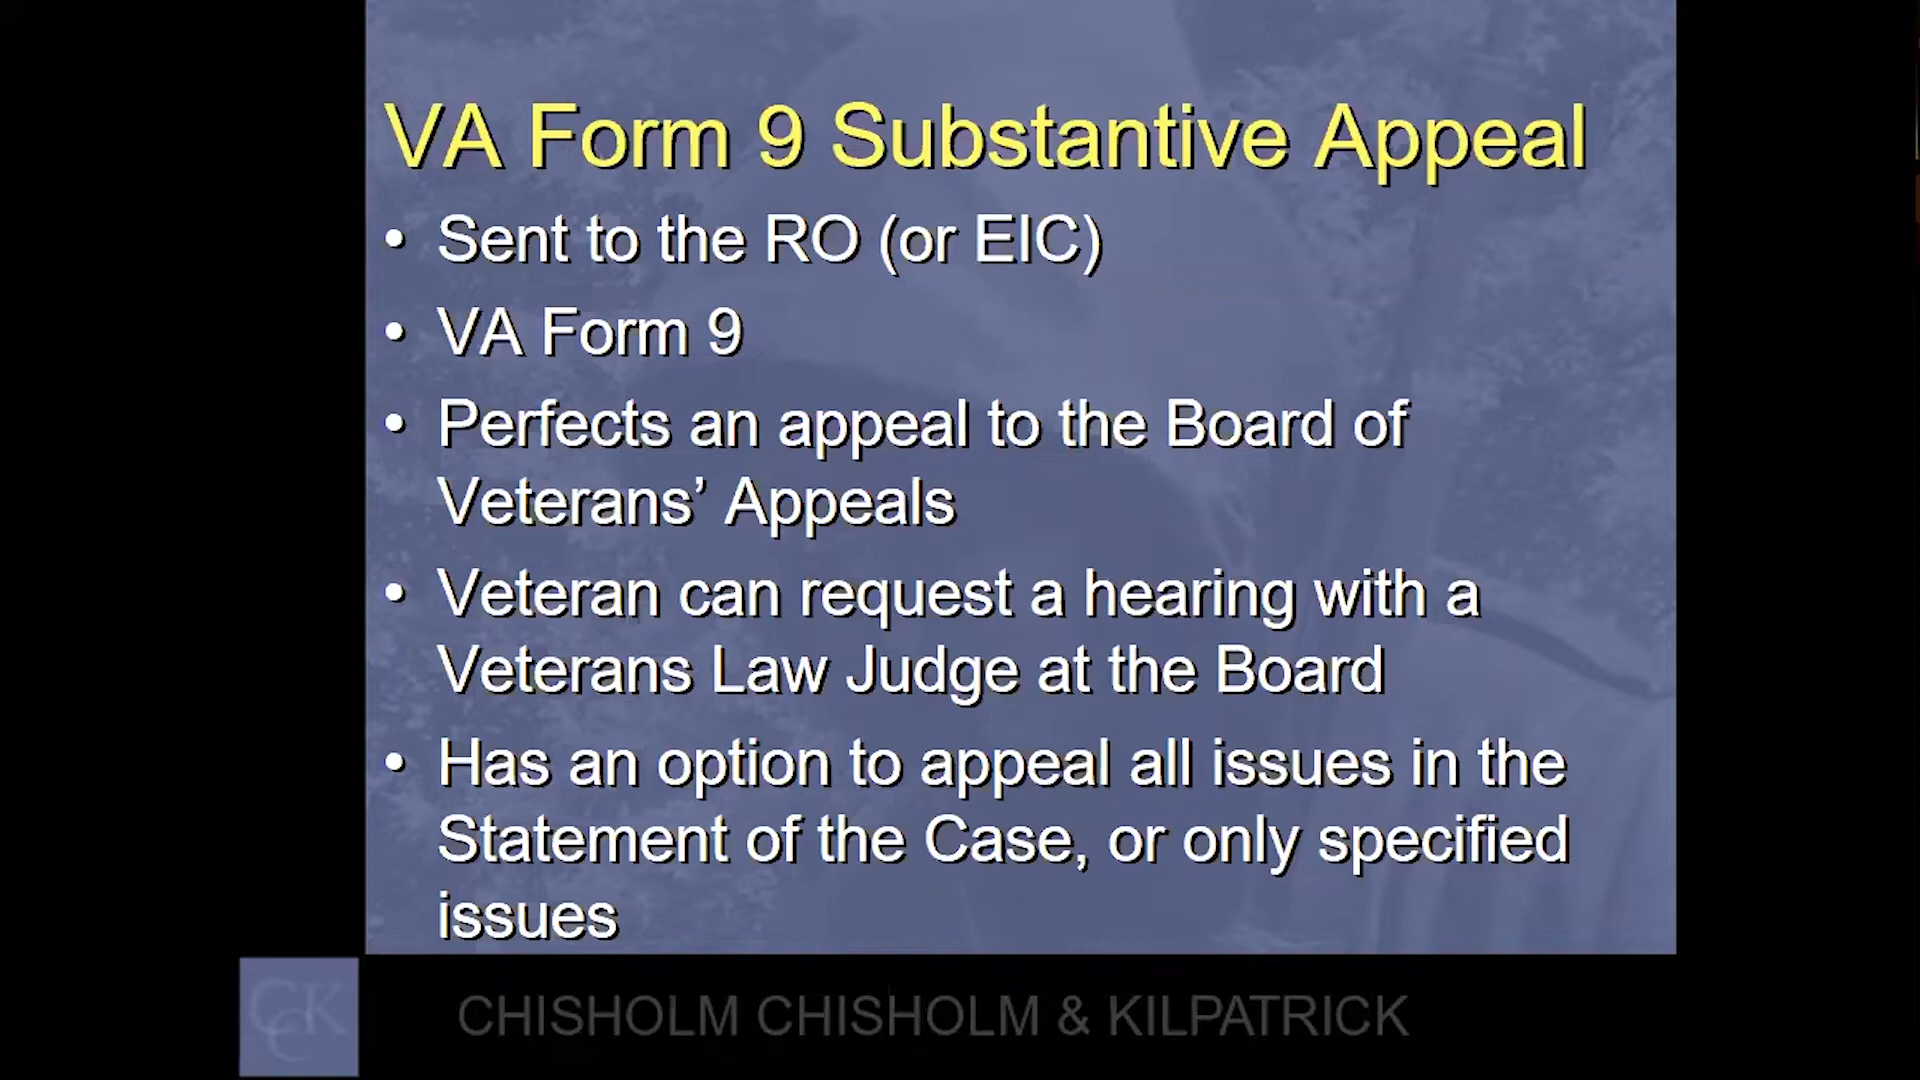 VA Form 9 Substantive Appeal
• Sent to the RO (or EIC)
• VA Form 9
• Perfects an appeal to the Board of
Veterans’ Appeals
• Veteran can request a hearing with a
Veterans Law Judge at the Board
• Has an option to appeal all issues in the
Statement of the Case, or only specified
issues
CCK
CHISHOLM CHISHOLM & KILPATRICK